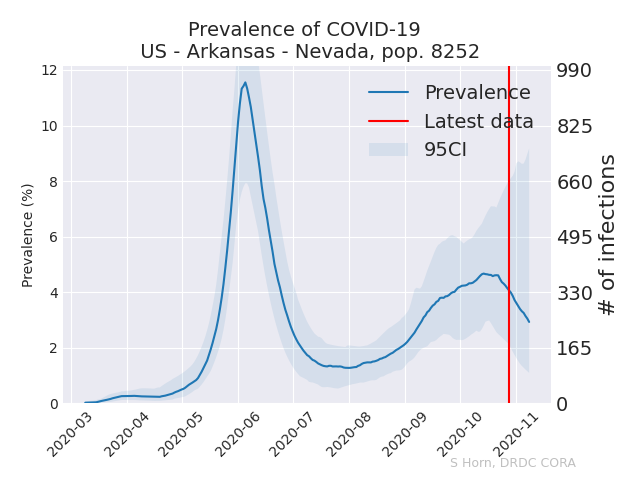 Prevalence of COVID-19
US - Arkansas - Nevada, pop. 8252
Prevalence (%)
12
10
8
6
4
2
0
Prevalence
Latest data
95CI
990
825
660
495
330
165
0
# of infections
2020-03
2020-04
2020-05
2020-06
2020-07
2020-08
2020-09
2020-10
2020-11
S Horn, DRDC CORA